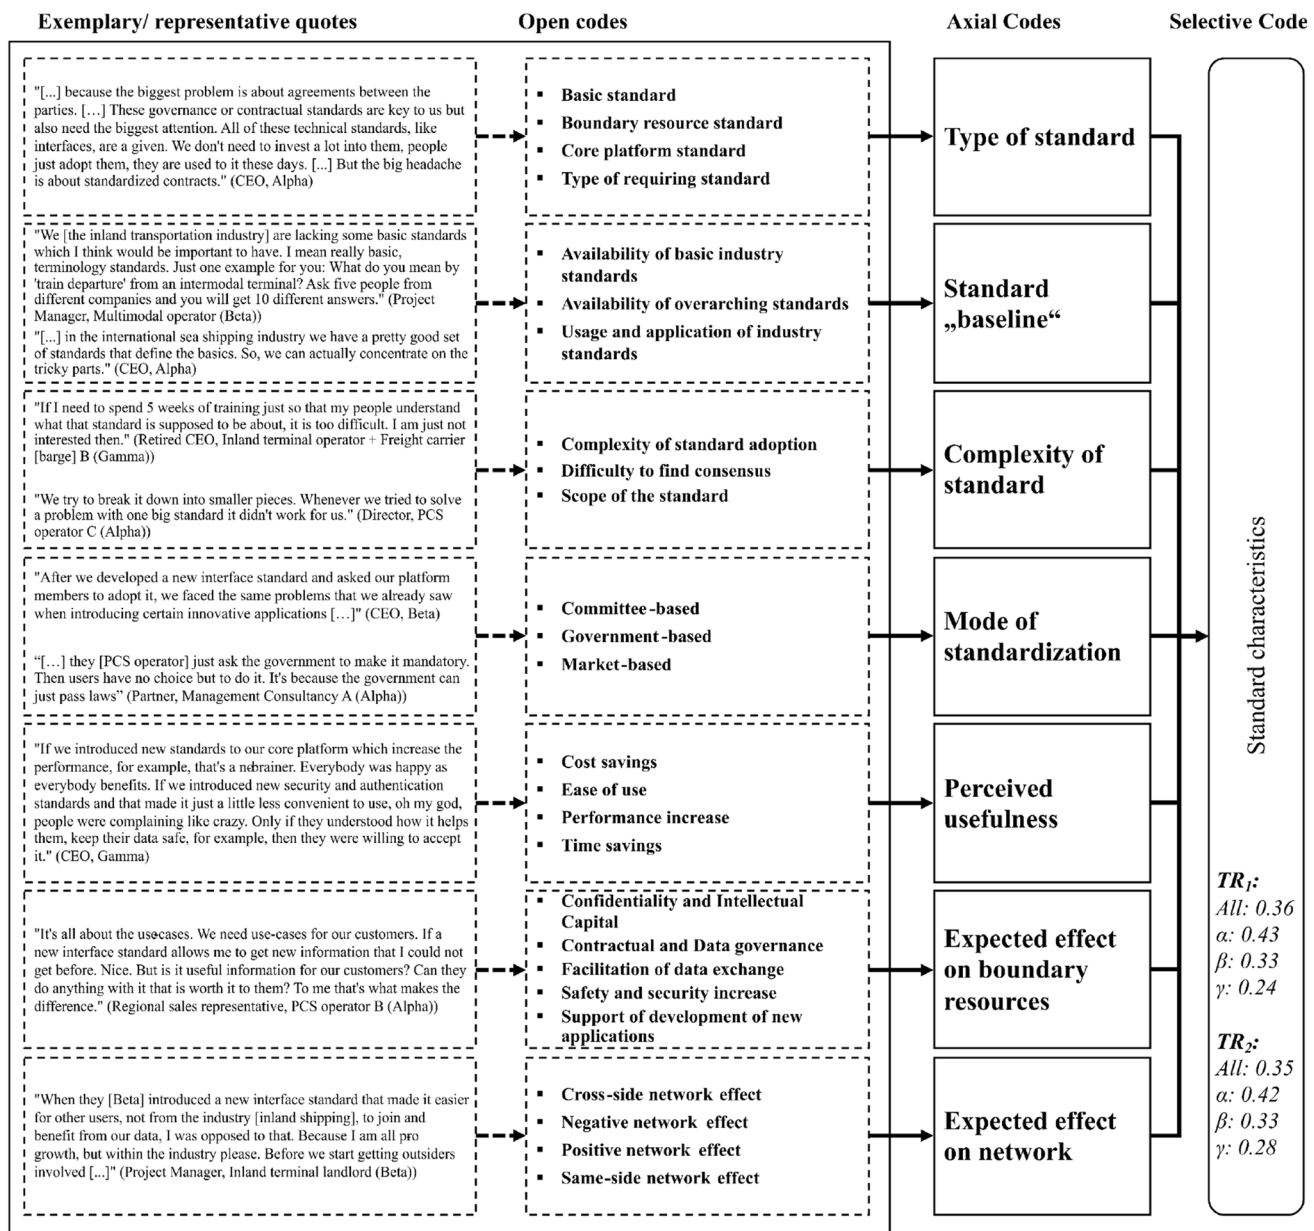 Exemplary/ representative quotes
Open codes
Axial Codes
Selective Code
"[...] because the biggest problem is about agreements between the
parties. […] These governance or contractual standards are key to us but
also need the biggest attention. All of these technical standards, like
interfaces, are a given. We don't need to invest a lot into them, people
just adopt them, they are used to it these days. [...] But the big headache
is about standardized contracts." (CEO, Alpha)
▪ Basic standard
▪ Boundary resource standard
▪ Core platform standard
▪ Type of requiring standard
Type of standard
"We [the inland transportation industry] are lacking some basic standards
which I think would be important to have. I mean really basic,
terminology standards. Just one example for you: What do you mean by
'train departure' from an intermodal terminal? Ask five people from
different companies and you will get 10 different answers." (Project
Manager, Multimodal operator (Beta))
"[...] in the international sea shipping industry we have a pretty good set
of standards that define the basics. So, we can actually concentrate on the
tricky parts." (CEO, Alpha)
▪ Availability of basic industry
standards
▪ Availability of overarching standards
▪ Usage and application of industry
standards
Standard
„baseline“
"If I need to spend 5 weeks of training just so that my people understand
what that standard is supposed to be about, it is too difficult. I am just not
interested then." (Retired CEO, Inland terminal operator + Freight carrier
[barge] B (Gamma))
"We try to break it down into smaller pieces. Whenever we tried to solve
a problem with one big standard it didn't work for us." (Director, PCS
operator C (Alpha))
▪ Complexity of standard adoption
▪ Difficulty to find consensus
▪ Scope of the standard
Complexity of
standard
"After we developed a new interface standard and asked our platform
members to adopt it, we faced the same problems that we already saw
when introducing certain innovative applications […]" (CEO, Beta)
“[…] they [PCS operator] just ask the government to make it mandatory.
Then users have no choice but to do it. It's because the government can
just pass laws” (Partner, Management Consultancy A (Alpha))
▪ Committee-based
▪ Government-based
▪ Market-based
Mode of
standardization
"If we introduced new standards to our core platform which increase the
performance, for example, that's a nebrainer. Everybody was happy as
everybody benefits. If we introduced new security and authentication
standards and that made it just a little less convenient to use, oh my god,
people were complaining like crazy. Only if they understood how it helps
them, keep their data safe, for example, then they were willing to accept
it." (CEO, Gamma)
▪ Cost savings
▪ Ease of use
▪ Performance increase
▪ Time savings
Perceived
usefulness
"It's all about the usecases. We need use-cases for our customers. If a
new interface standard allows me to get new information that I could not
get before. Nice. But is it useful information for our customers? Can they
do anything with it that is worth it to them? To me that's what makes the
difference." (Regional sales representative, PCS operator B (Alpha))
▪ Confidentiality and Intellectual
Capital
▪ Contractual and Data governance
▪ Facilitation of data exchange
▪ Safety and security increase
▪ Support of development of new
applications
Expected effect
on boundary
resources
"When they [Beta] introduced a new interface standard that made it easier
for other users, not from the industry [inland shipping], to join and
benefit from our data, I was opposed to that. Because I am all pro
growth, but within the industry please. Before we start getting outsiders
involved [...]" (Project Manager, Inland terminal landlord (Beta))
▪ Cross-side network effect
▪ Negative network effect
▪ Positive network effect
▪ Same-side network effect
Expected effect
on network
Standard characteristics
TR1:
All: 0.36
α: 0.43
β: 0.33
γ: 0.24
TR2:
All: 0.35
α: 0.42
β: 0.33
γ: 0.28